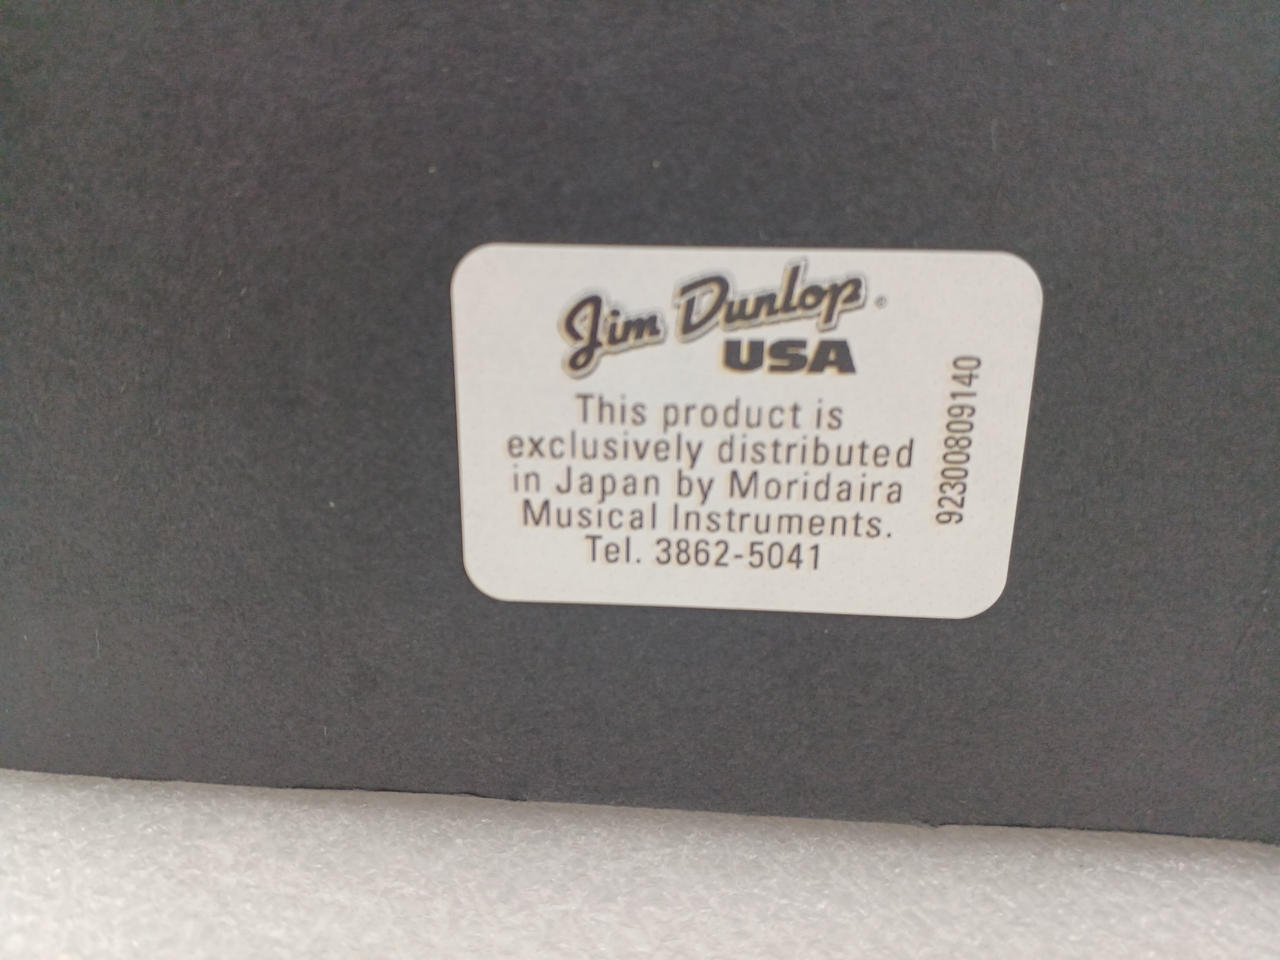 Jim Dunlop®
USA
This product is
exclusively distributed
in Japan by Moridaira
Musical Instruments.
Tel. 3862-5041
92300809140